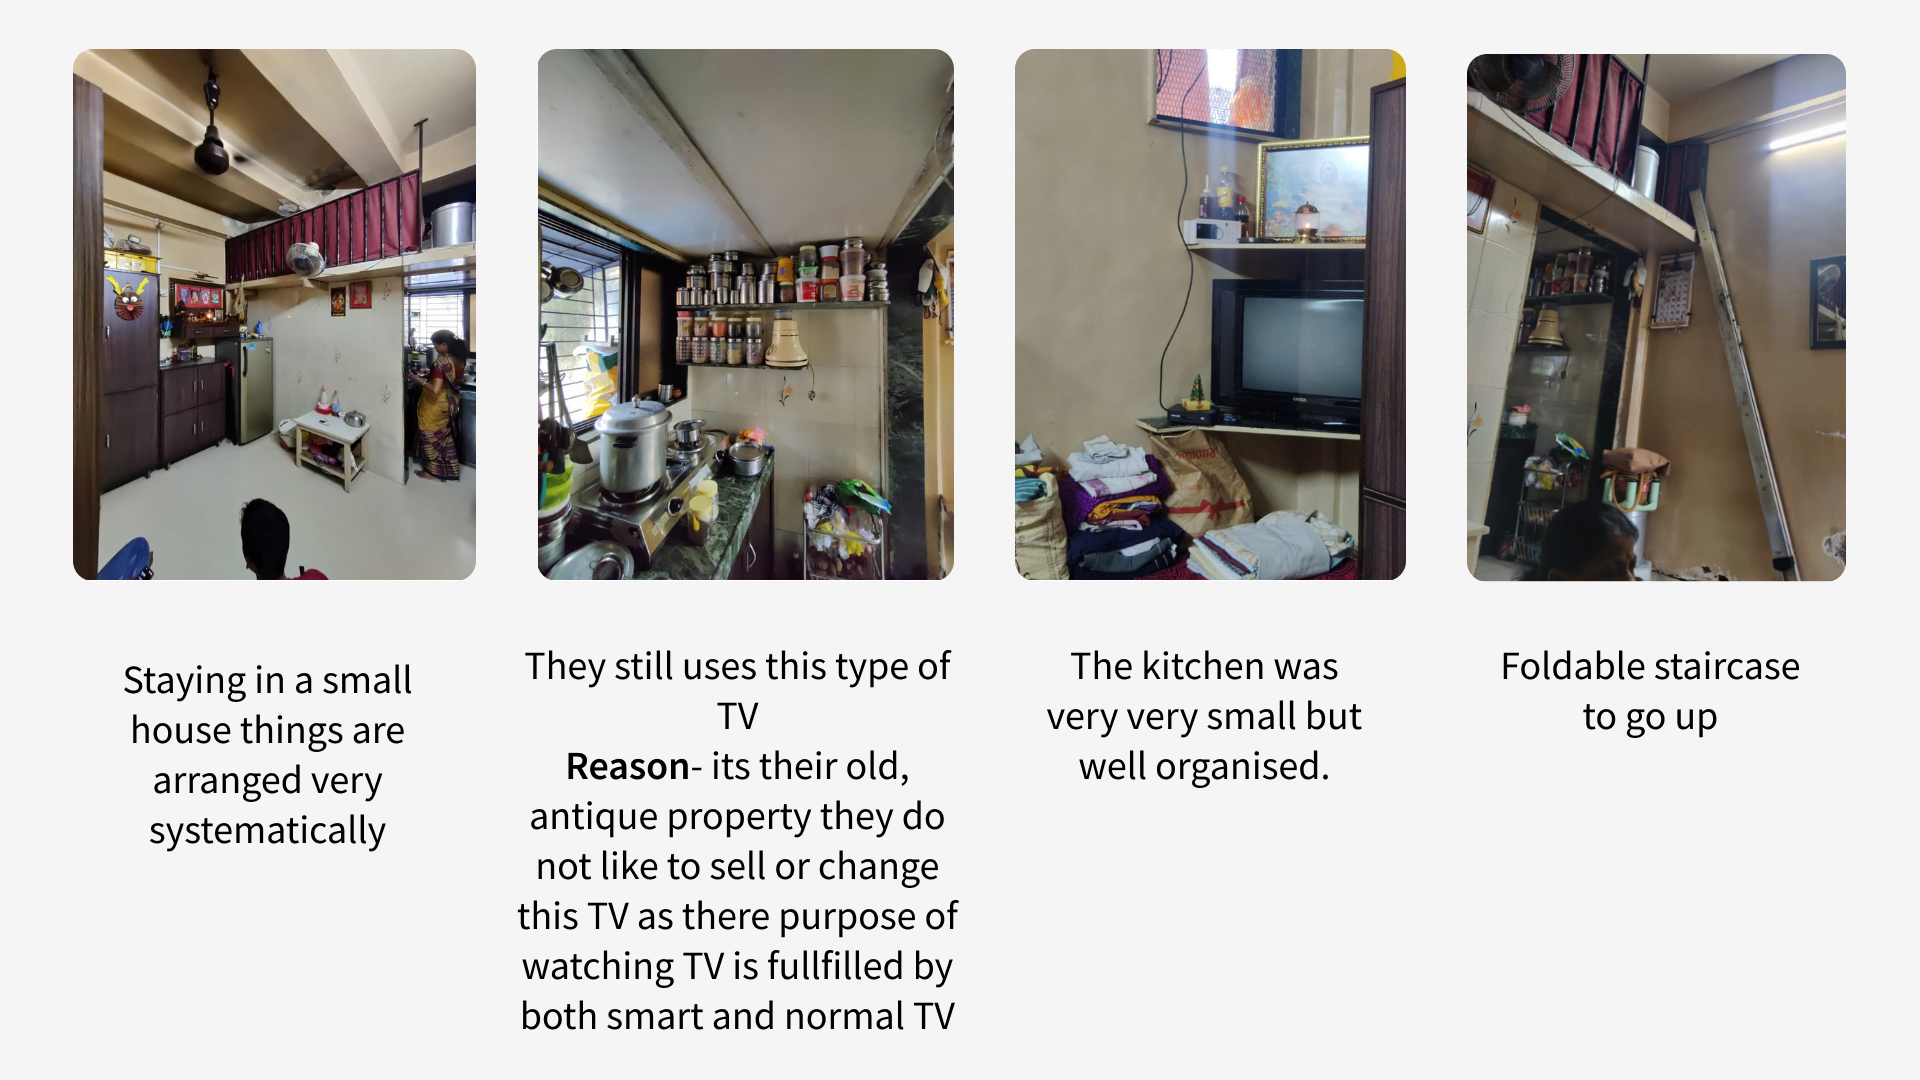 Staying in a small
house things are
arranged very
systematically
They still uses this type of
TV
Reason- its their old,
antique property they do
not like to sell or change
this TV as there purpose of
watching TV is fullfilled by
both smart and normal TV
The kitchen was
very very small but
well organised.
Foldable staircase
to go up